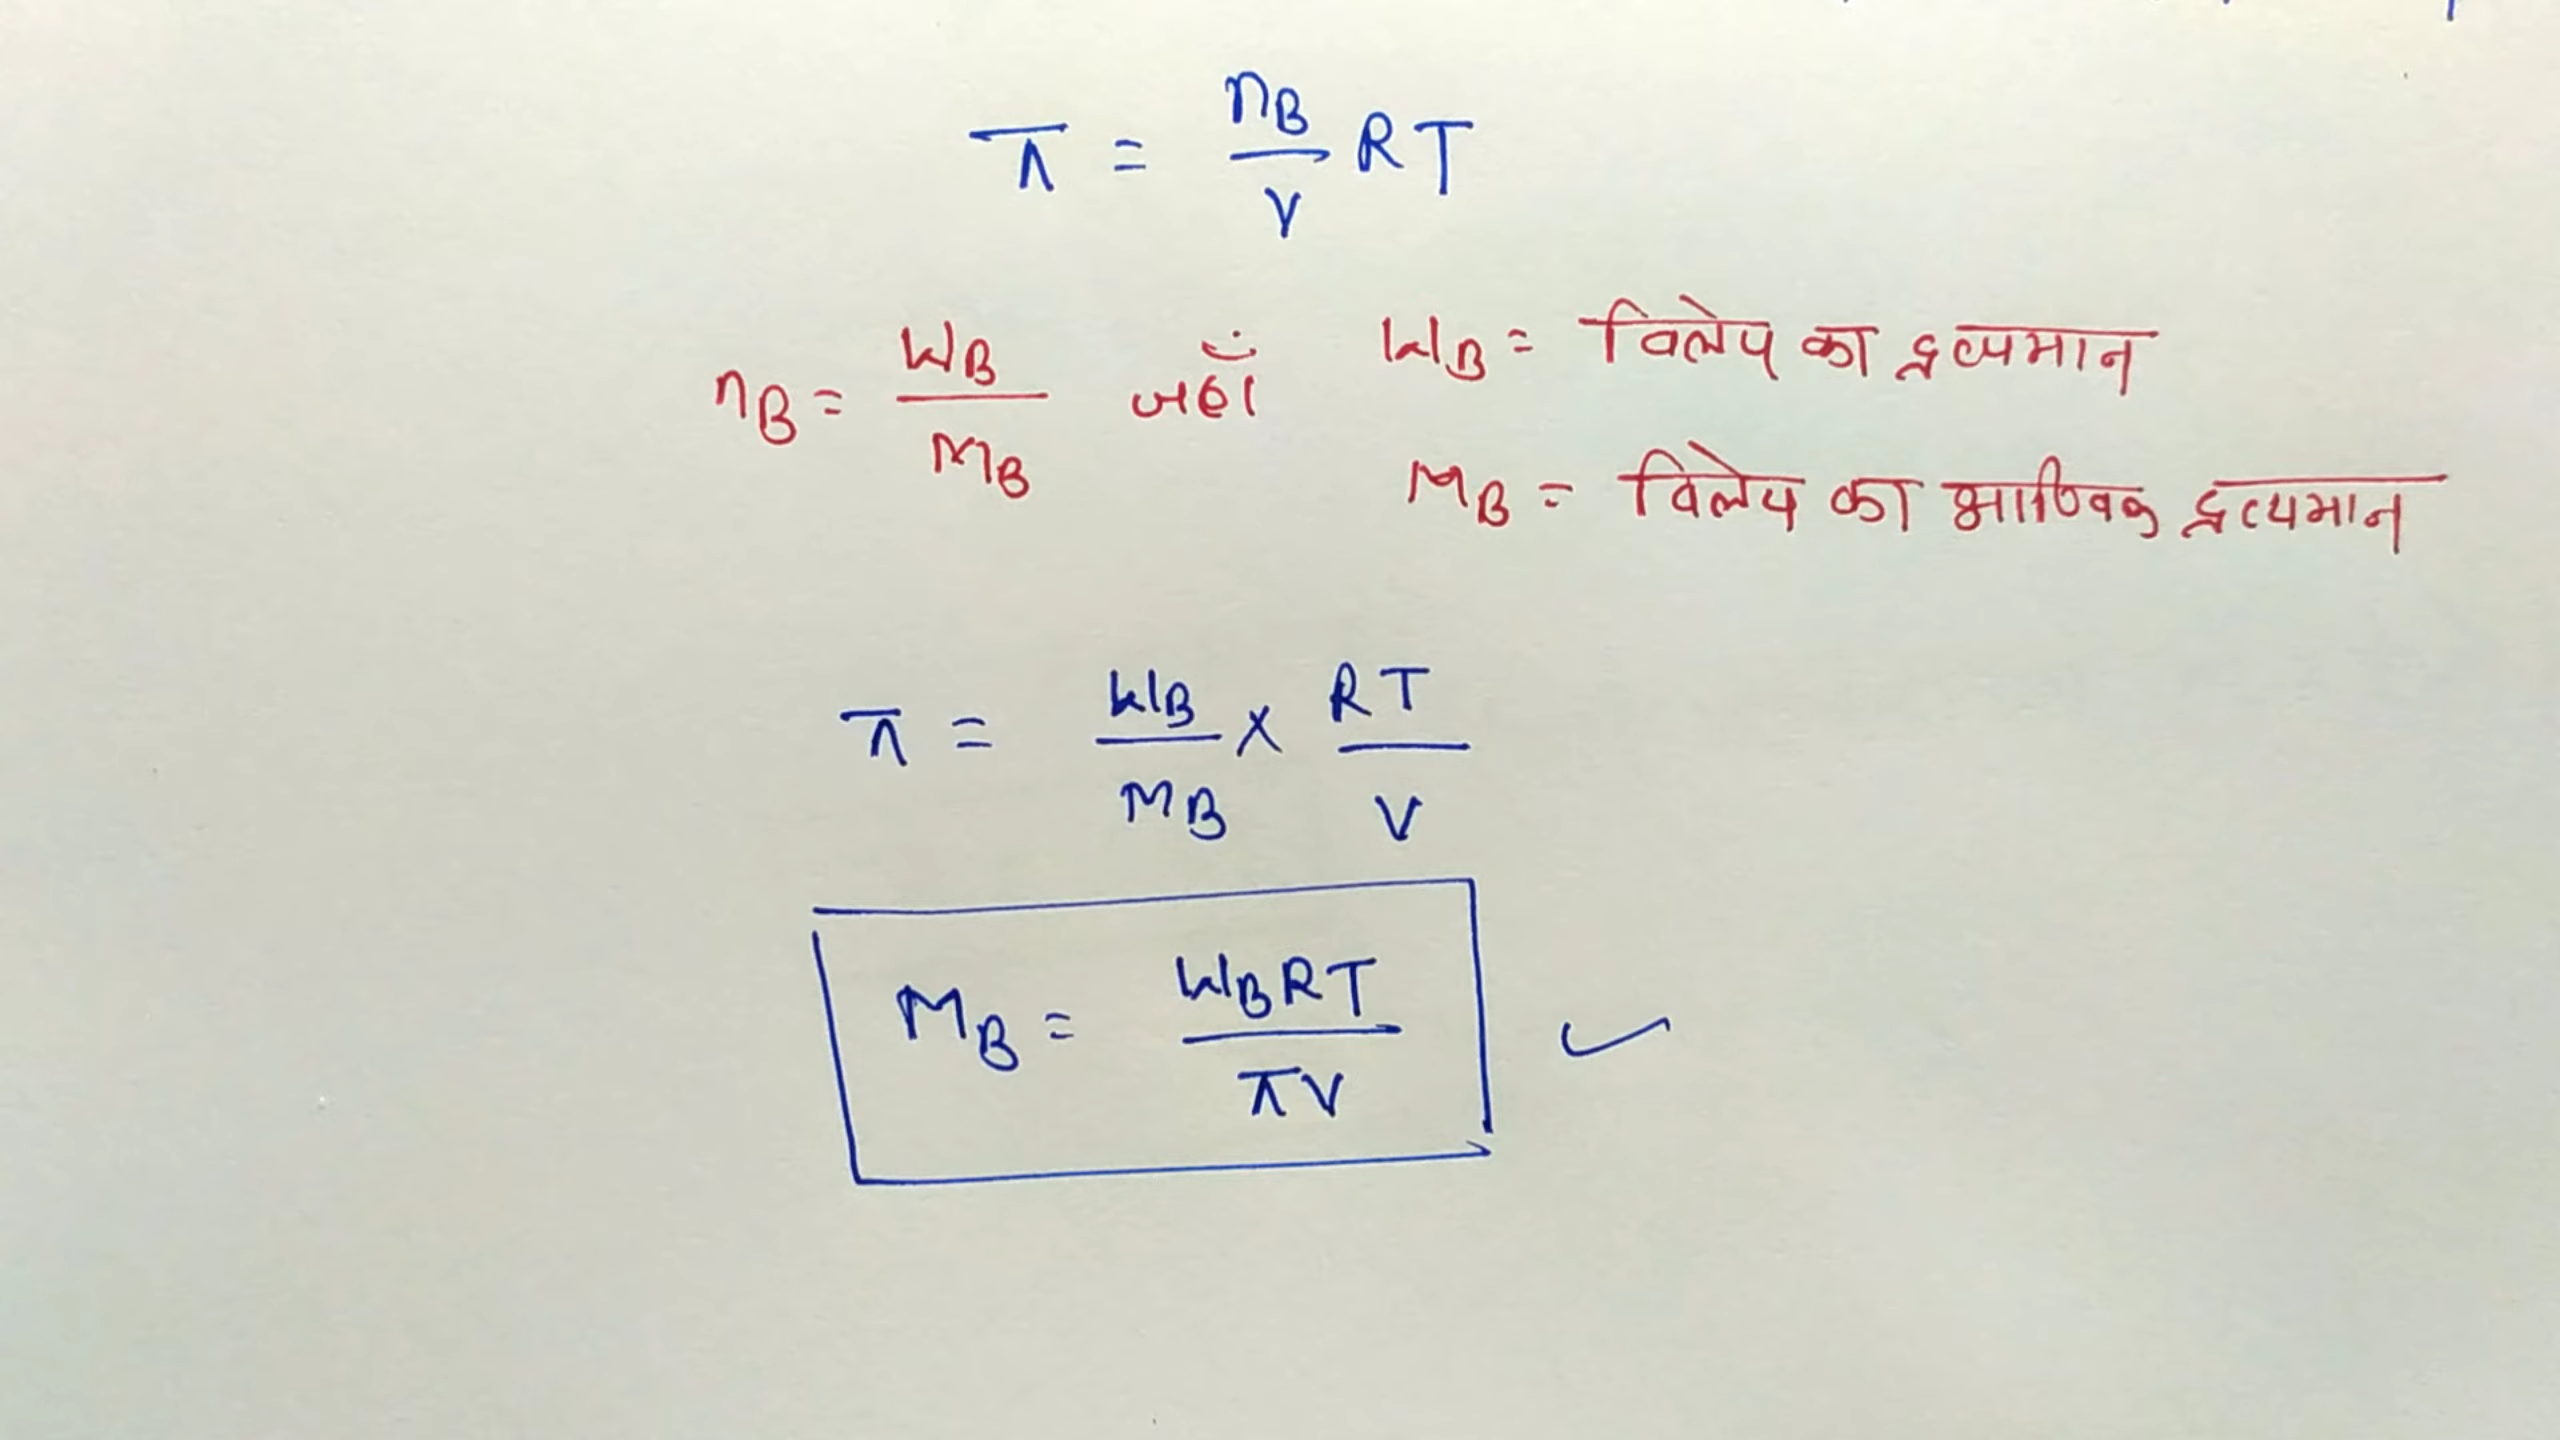 π = n_B/V RT
n_B = W_B/M_B जहाँ W_B = विलेय का द्रव्यमान
M_B = विलेय का आण्विक द्रव्यमान
π = W_B/M_B × RT/V
M_B = W_B RT/πV ✓